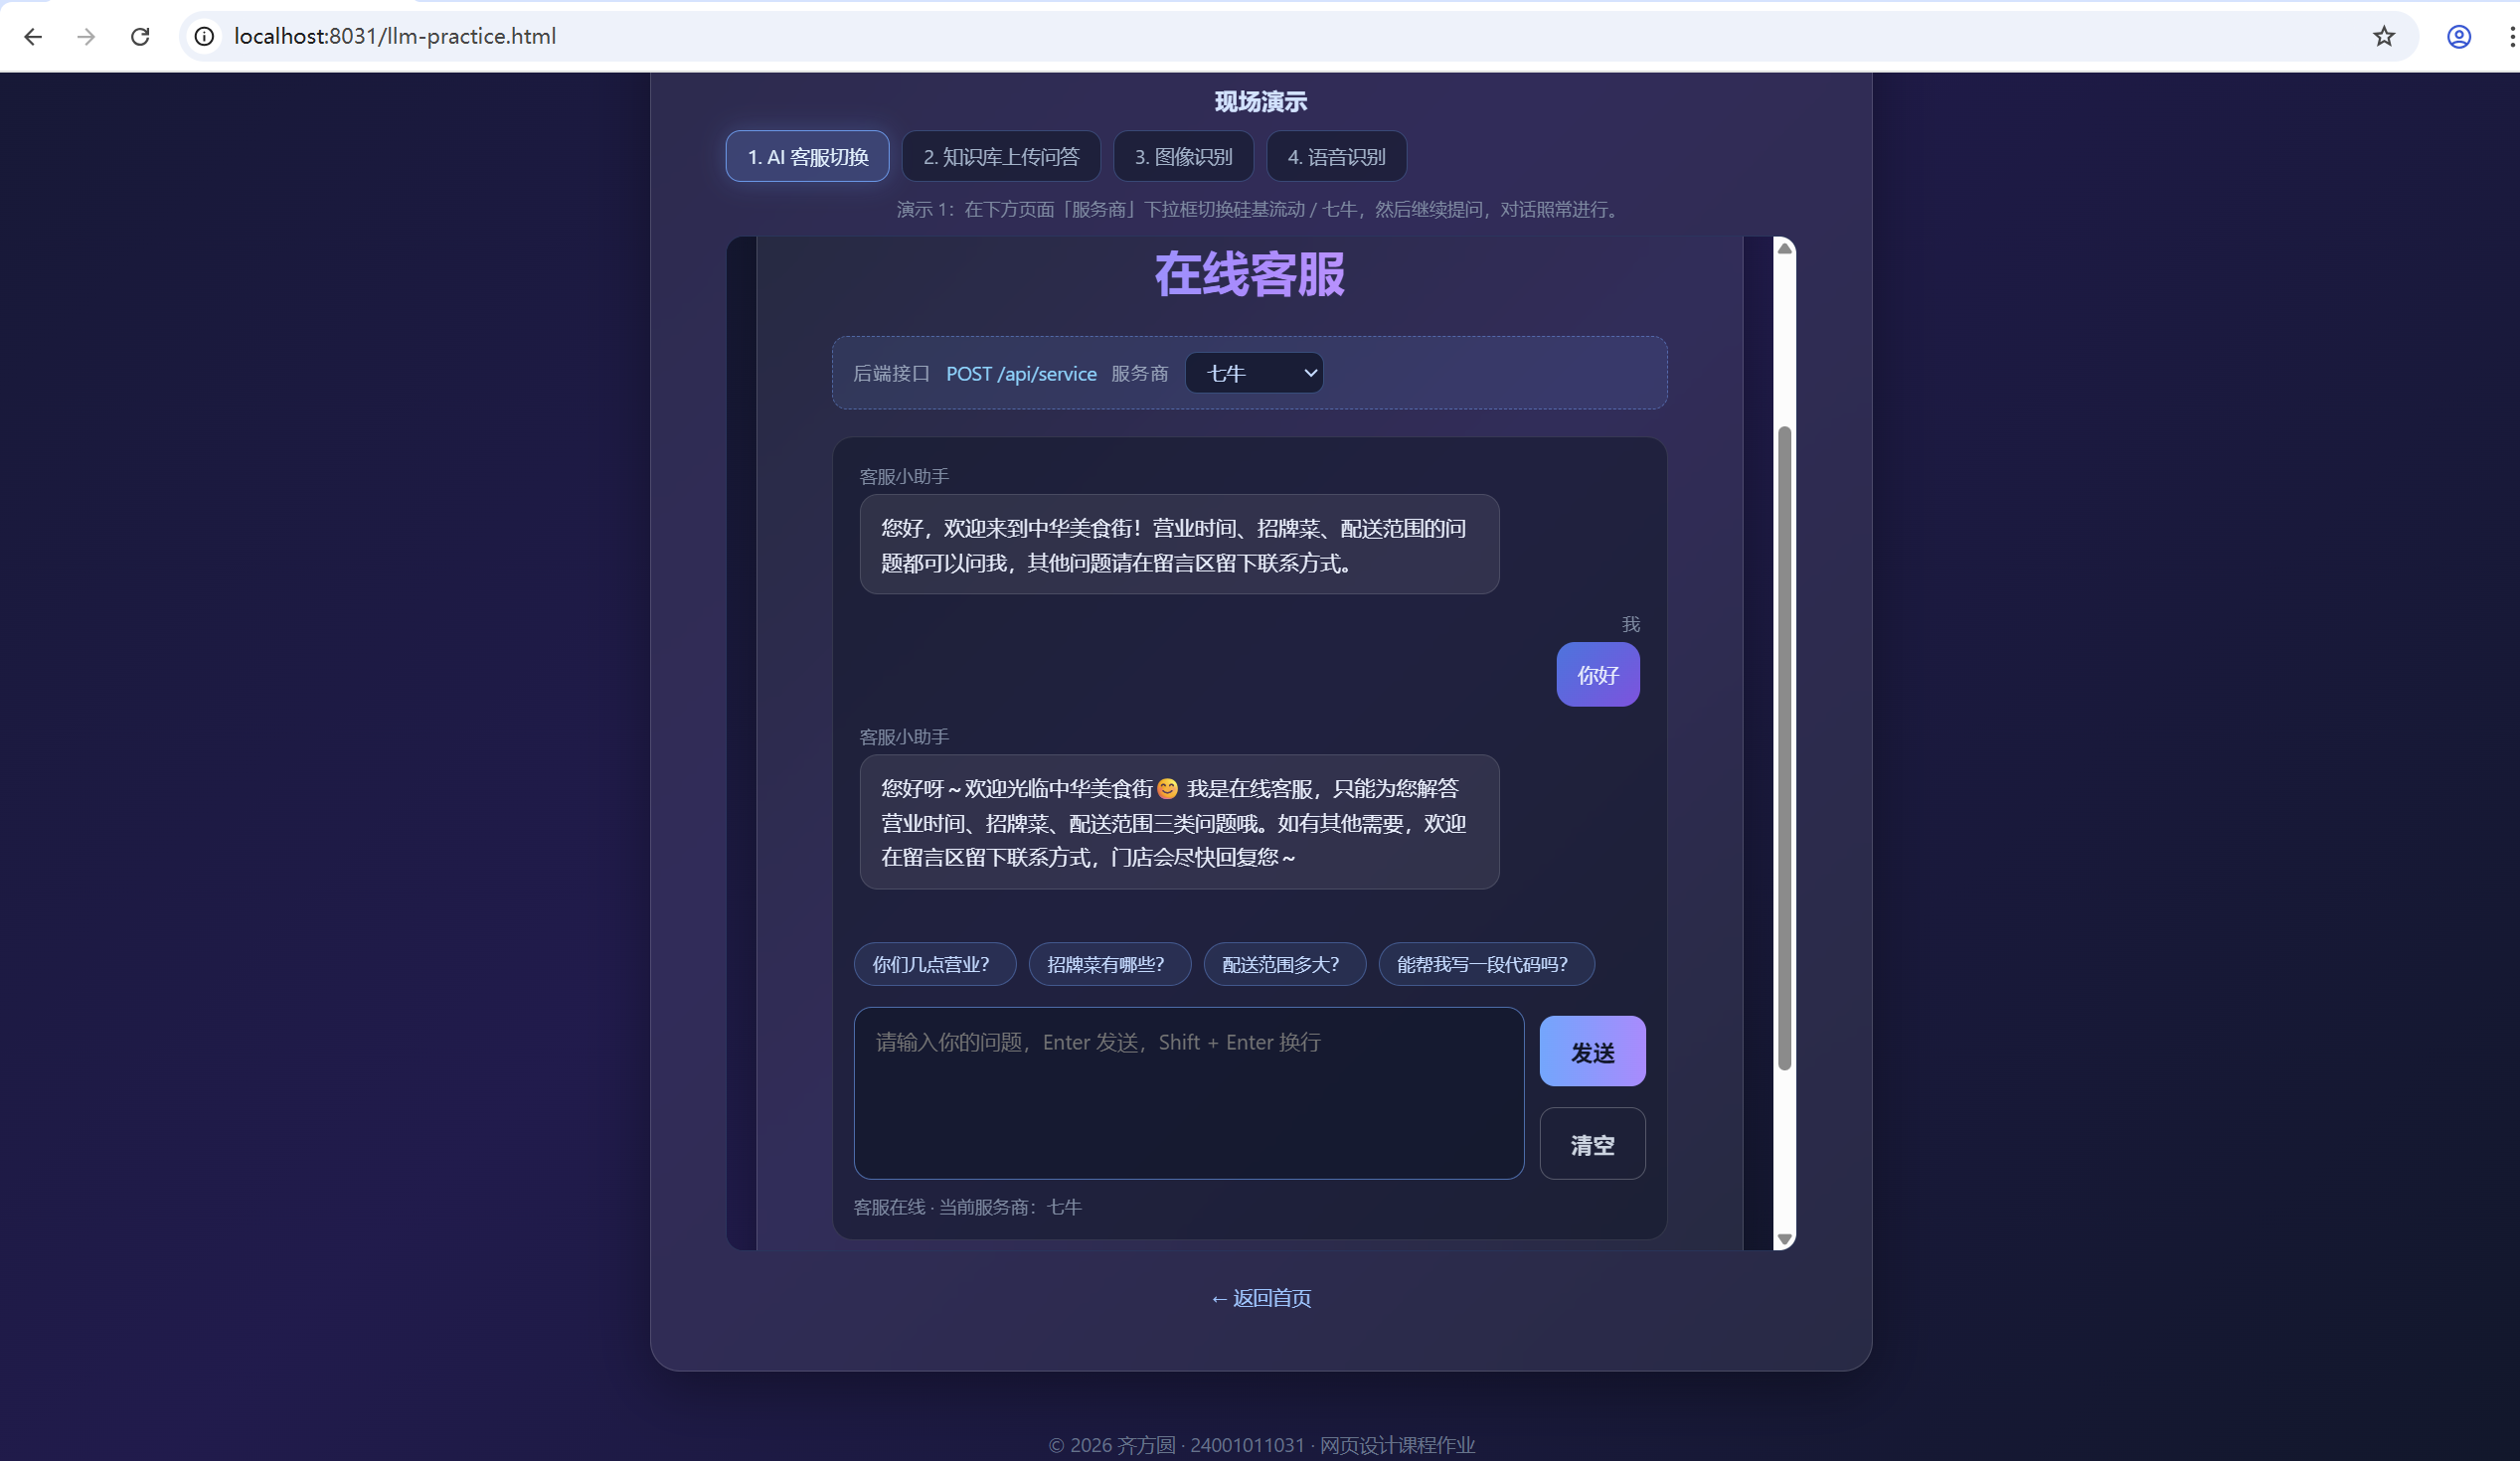 localhost:8031/llm-practice.html
现场演示
1. AI 客服切换
2. 知识库上传问答
3. 图像识别
4. 语音识别
演示 1：在下方页面「服务商」下拉框切换硅基流动 / 七牛，然后继续提问，对话照常进行。
在线客服
后端接口 POST /api/service 服务商 七牛
客服小助手
您好，欢迎来到中华美食街！营业时间、招牌菜、配送范围的问
题都可以问我，其他问题请在留言区留下联系方式。
我
你好
客服小助手
您好呀～欢迎光临中华美食街😊 我是在线客服，只能为您解答
营业时间、招牌菜、配送范围三类问题哦。如有其他需要，欢迎
在留言区留下联系方式，门店会尽快回复您～
你们几点营业？
招牌菜有哪些？
配送范围多大？
能帮我写一段代码吗？
请输入你的问题，Enter 发送，Shift + Enter 换行
发送
清空
客服在线 · 当前服务商：七牛
← 返回首页
© 2026 齐方圆 · 24001011031 · 网页设计课程作业